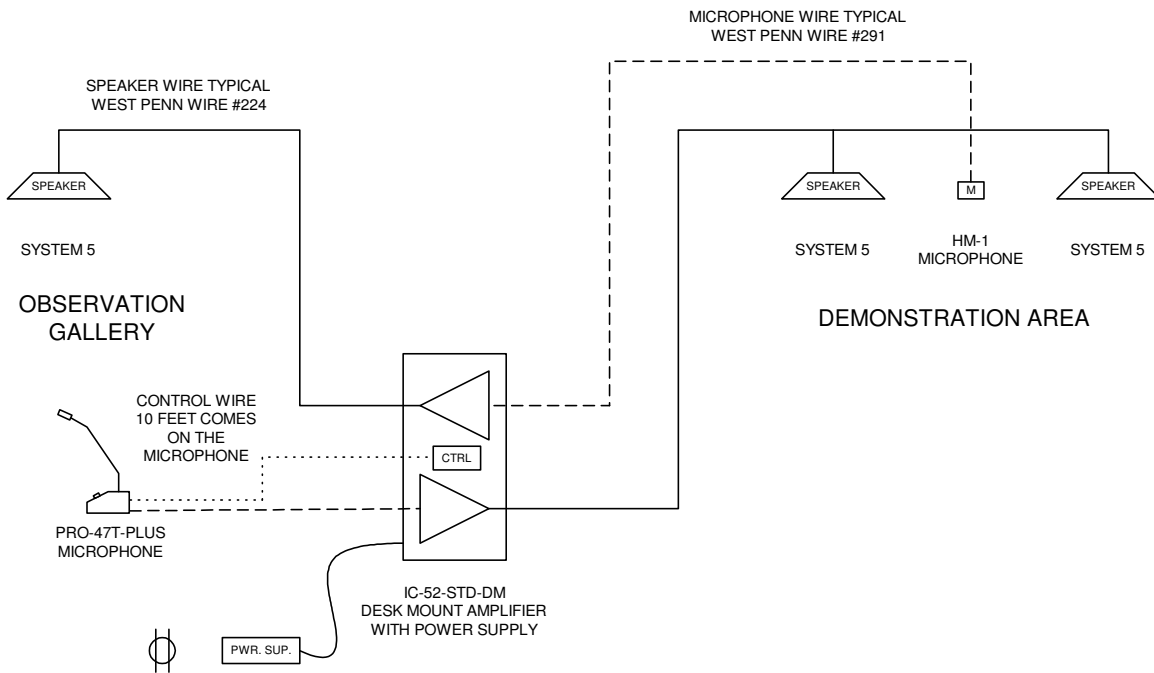 MICROPHONE WIRE TYPICAL
WEST PENN WIRE #291
SPEAKER WIRE TYPICAL
WEST PENN WIRE #224
SPEAKER
SPEAKER
M
SPEAKER
SYSTEM 5
SYSTEM 5
HM-1
MICROPHONE
SYSTEM 5
OBSERVATION
GALLERY
DEMONSTRATION AREA
CONTROL WIRE
10 FEET COMES
ON THE
MICROPHONE
CTRL
PRO-47T-PLUS
MICROPHONE
IC-52-STD-DM
DESK MOUNT AMPLIFIER
WITH POWER SUPPLY
PWR. SUP.